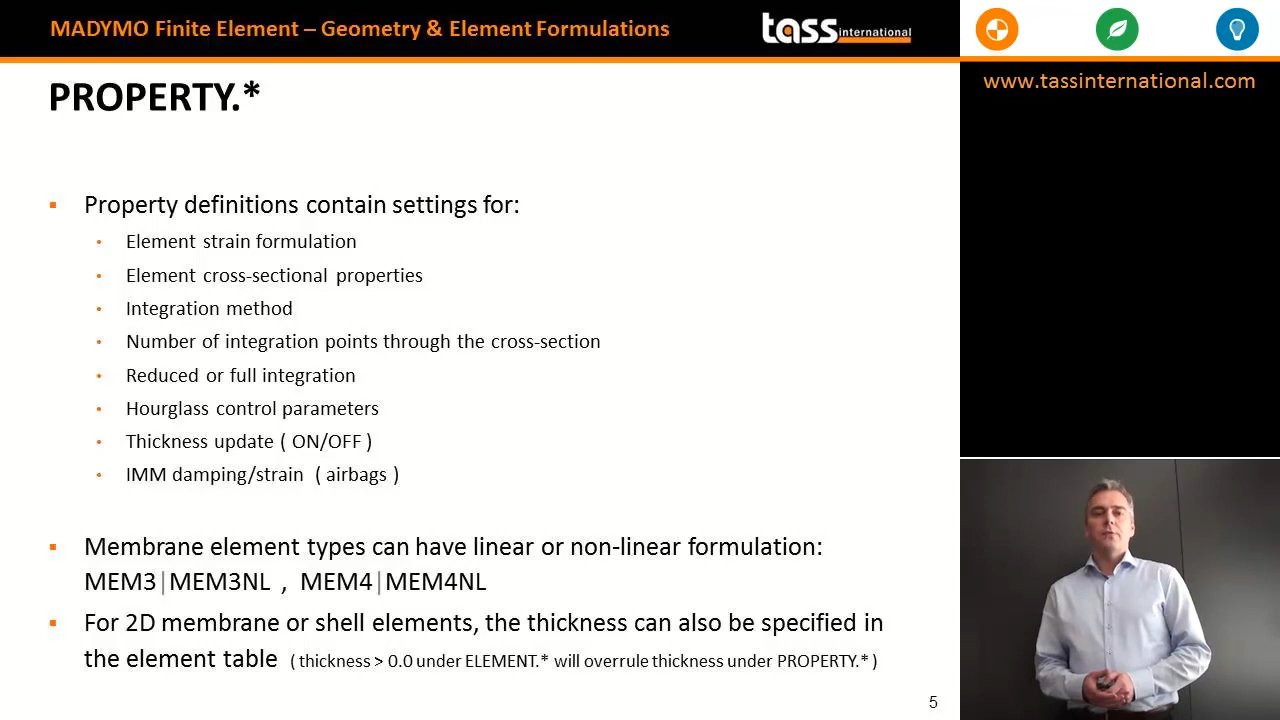 MADYMO Finite Element – Geometry & Element Formulations
tass international
www.tassinternational.com
PROPERTY.*
▪ Property definitions contain settings for:
• Element strain formulation
• Element cross-sectional properties
• Integration method
• Number of integration points through the cross-section
• Reduced or full integration
• Hourglass control parameters
• Thickness update ( ON/OFF )
• IMM damping/strain ( airbags )
▪ Membrane element types can have linear or non-linear formulation:
MEM3|MEM3NL , MEM4|MEM4NL
▪ For 2D membrane or shell elements, the thickness can also be specified in
the element table ( thickness > 0.0 under ELEMENT.* will overrule thickness under PROPERTY.* )
5